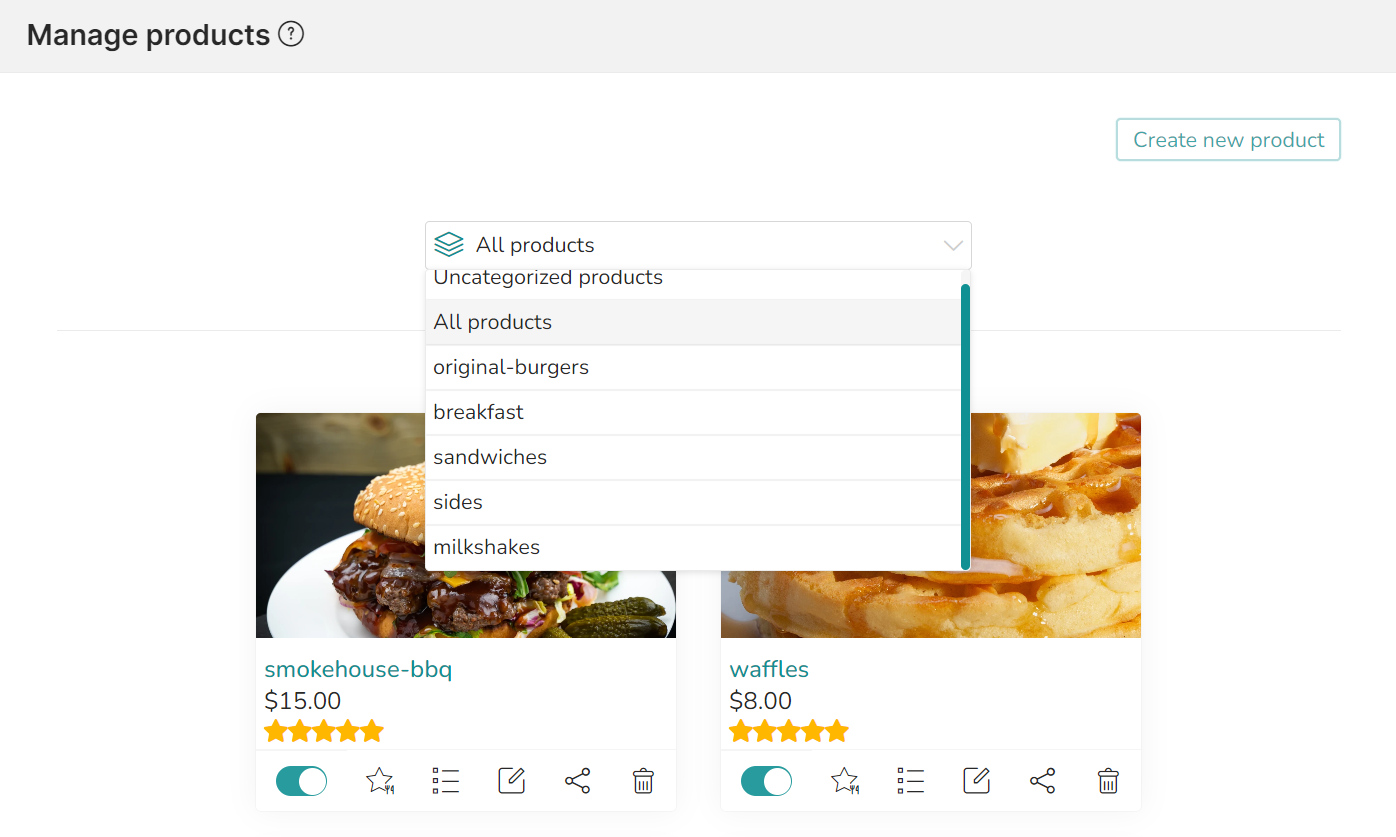 Manage products ?
Create new product
All products
Uncategorized products
All products
original-burgers
breakfast
sandwiches
sides
milkshakes
smokehouse-bbq
$15.00
waffles
$8.00